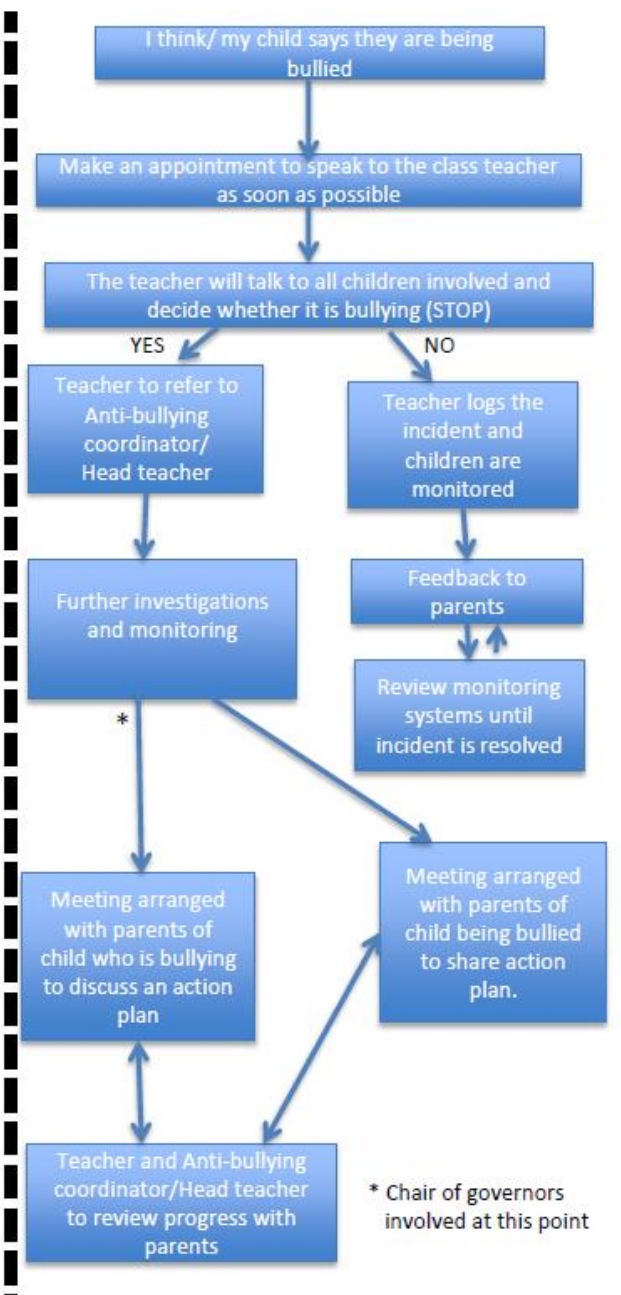 I think/ my child says they are being
bullied
Make an appointment to speak to the class teacher
as soon as possible
The teacher will talk to all children involved and
decide whether it is bullying (STOP)
YES
NO
Teacher to refer to
Anti-bullying
coordinator/
Head teacher
Teacher logs the
incident and
children are
monitored
Further investigations
and monitoring
Feedback to
parents
Review monitoring
systems until
incident is resolved
*
Meeting arranged
with parents of
child who is bullying
to discuss an action
plan
Meeting arranged
with parents of
child being bullied
to share action
plan.
Teacher and Anti-bullying
coordinator/Head teacher
to review progress with
parents
* Chair of governors
involved at this point